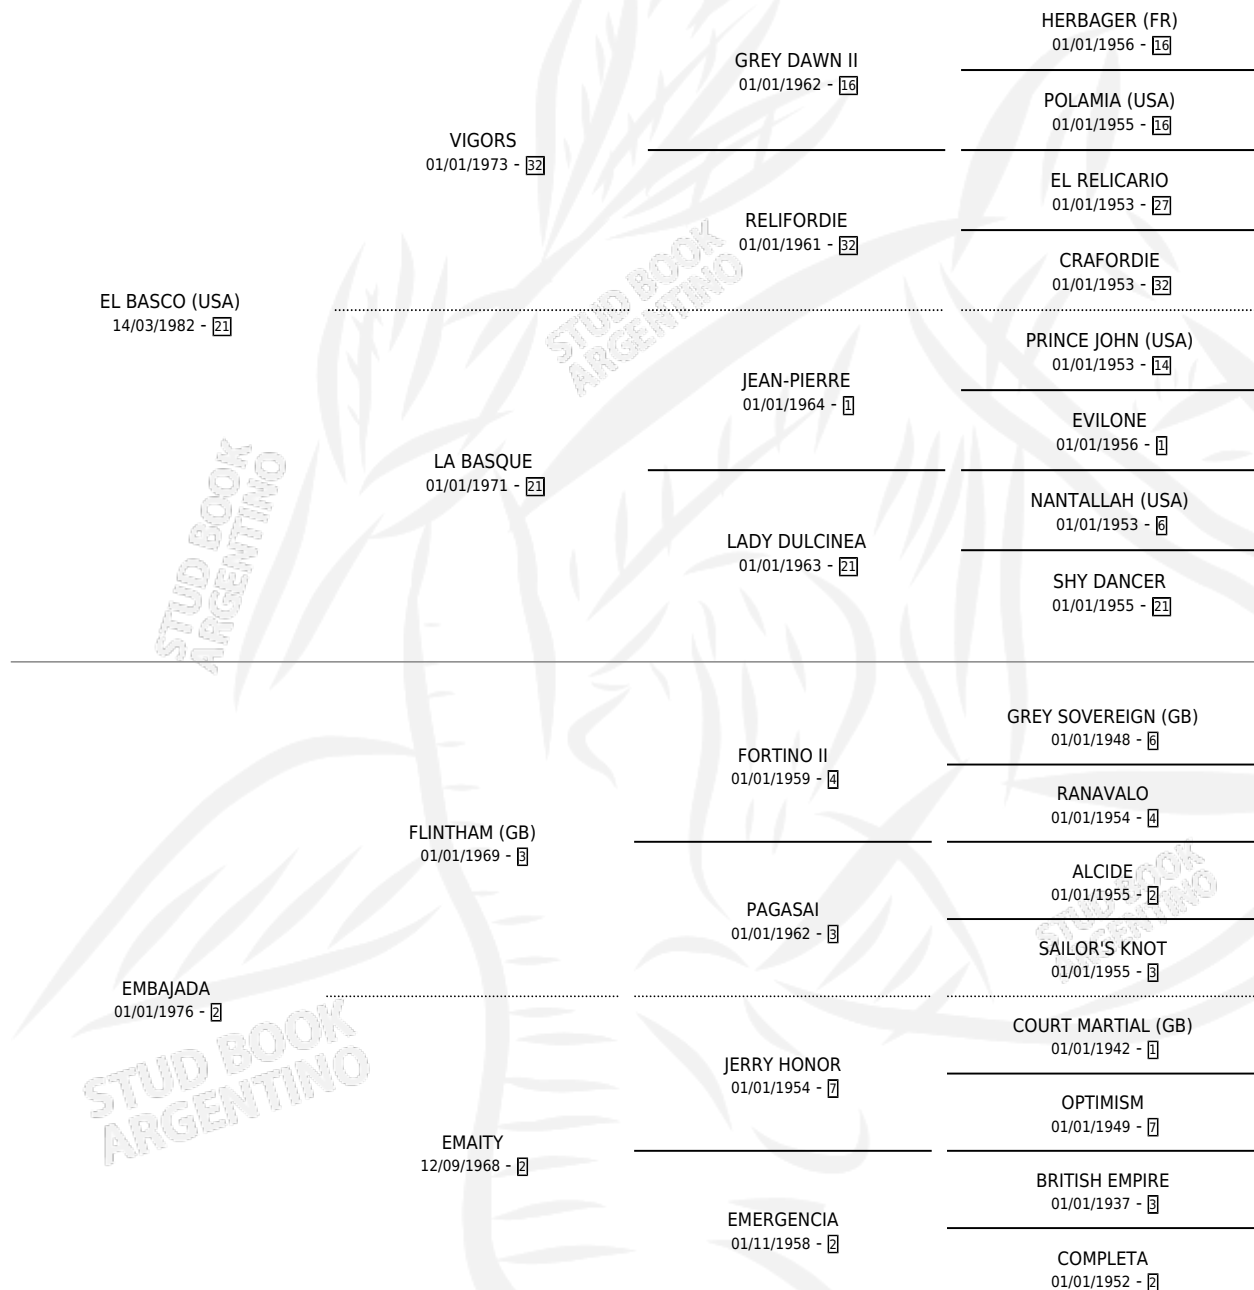 HERBAGER (FR)
01/01/1956 - 16
GREY DAWN II
01/01/1962 - 16
POLAMIA (USA)
01/01/1955 - 16
VIGORS
01/01/1973 - 32
EL RELICARIO
01/01/1953 - 27
RELIFORDIE
01/01/1961 - 32
CRAFORDIE
01/01/1953 - 32
EL BASCO (USA)
14/03/1982 - 21
PRINCE JOHN (USA)
01/01/1953 - 14
JEAN-PIERRE
01/01/1964 - 1
EVILONE
01/01/1956 - 1
LA BASQUE
01/01/1971 - 21
NANTALLAH (USA)
01/01/1953 - 6
LADY DULCINEA
01/01/1963 - 21
SHY DANCER
01/01/1955 - 21
STUD BOOK
ARGENTINO
STUD BOOK
ARGENTINO
GREY SOVEREIGN (GB)
01/01/1948 - 6
FORTINO II
01/01/1959 - 4
RANAVALO
01/01/1954 - 4
FLINTHAM (GB)
01/01/1969 - 3
ALCIDE
01/01/1955 - 2
PAGASAI
01/01/1962 - 3
SAILOR'S KNOT
01/01/1955 - 3
EMBAJADA
01/01/1976 - 2
COURT MARTIAL (GB)
01/01/1942 - 1
JERRY HONOR
01/01/1954 - 7
OPTIMISM
01/01/1949 - 7
EMAITY
12/09/1968 - 2
BRITISH EMPIRE
01/01/1937 - 3
EMERGENCIA
01/11/1958 - 2
COMPLETA
01/01/1952 - 2
STUD BOOK
ARGENTINO
STUD BOOK
ARGENTINO